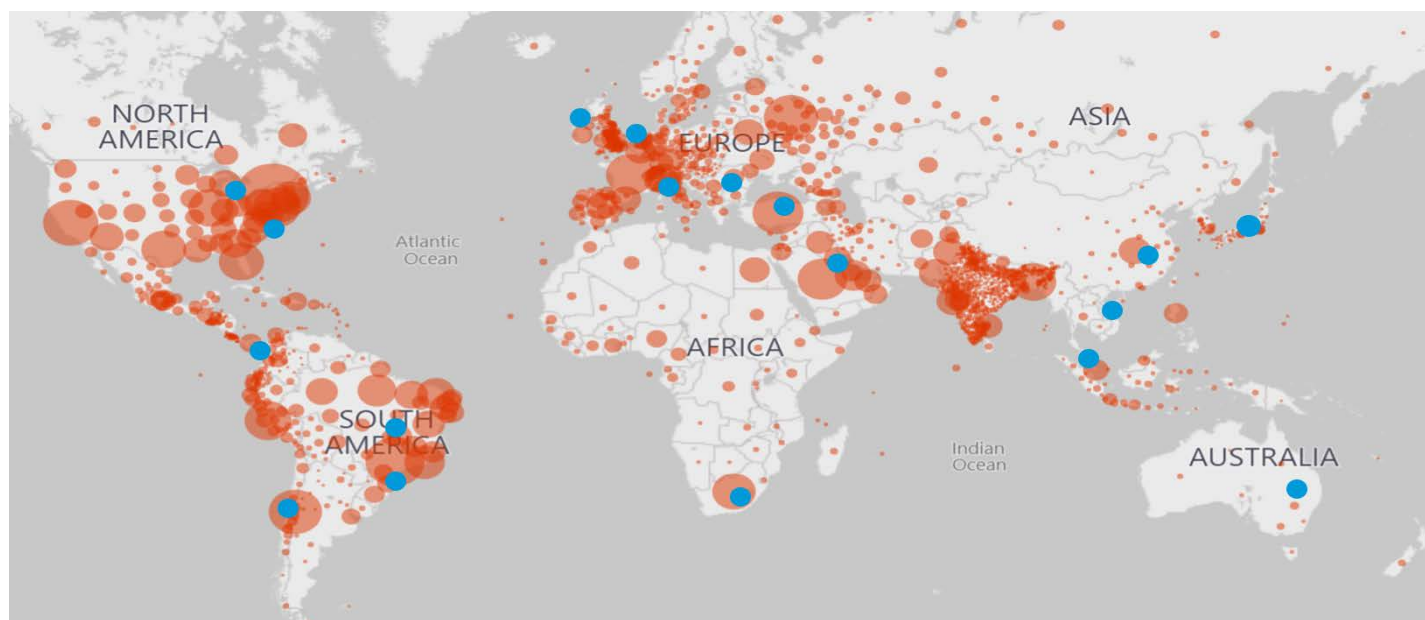 NORTH
AMERICA
ASIA
EUROPE
Atlantic
Ocean
AFRICA
SOUTH
AMERICA
Indian
Ocean
AUSTRALIA